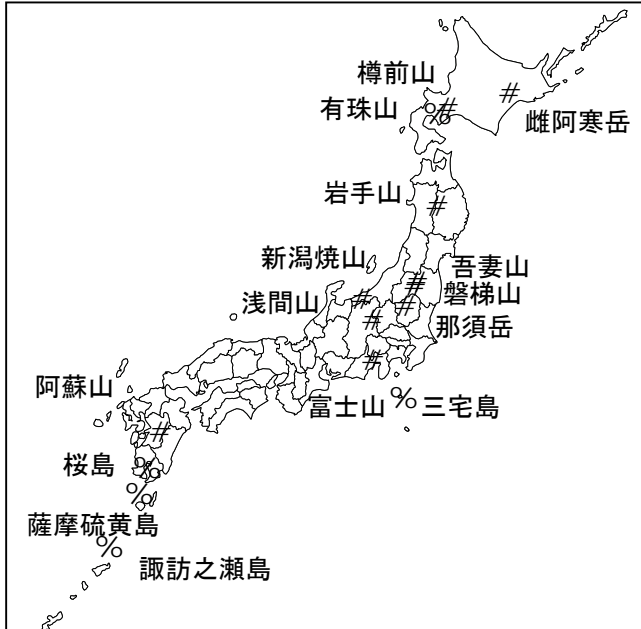 樽前山
#
有珠山
%
#
雌阿寒岳
岩手山
#
新潟焼山
#
吾妻山
#
#
磐梯山
浅間山
#
#
那須岳
#
富士山
%
三宅島
阿蘇山
#
桜島
%
%
薩摩硫黄島
%
諏訪之瀬島